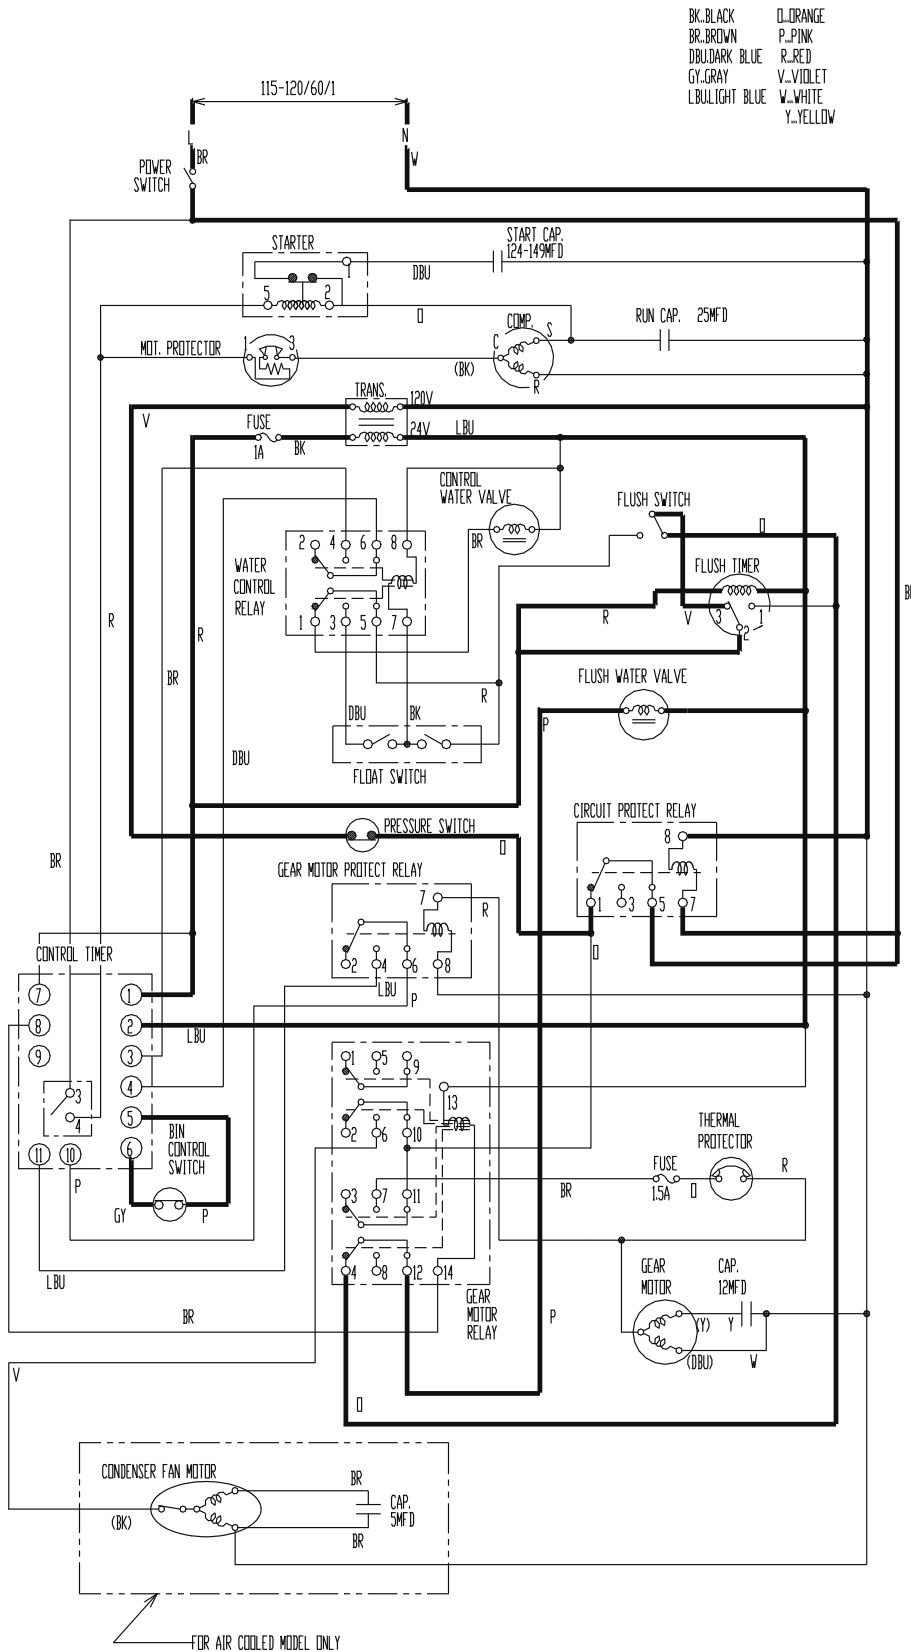 BK..BLACK O...ORANGE
BR..BROWN P...PINK
DBU.DARK BLUE R...RED
GY..GRAY V...VIOLET
LBU.LIGHT BLUE W...WHITE
Y...YELLOW
115-120/60/1
L
N
BR
W
POWER
SWITCH
STARTER
START CAP.
124-149MFD
1
DBU
5 2
O
COMP.
RUN CAP. 25MFD
MOT. PROTECTOR
1 3
C
S
R
(BK)
TRANS.
120V
V
FUSE
1A
24V
LBU
BK
CONTROL
WATER VALVE
BR
FLUSH SWITCH
O
WATER
CONTROL
RELAY
2 4 6 8
1 3 5 7
FLUSH TIMER
3 1
2
R
V
B
R
R
BR
DBU
R
DBU
BK
FLOAT SWITCH
FLUSH WATER VALVE
P
PRESSURE SWITCH
O
CIRCUIT PROTECT RELAY
8
1 3 5 7
O
BR
GEAR MOTOR PROTECT RELAY
7
2 4 6 8
R
LBU
P
CONTROL TIMER
7 1
8 2
9 3
4
3
4
5
6
11 10
LBU
BIN
CONTROL
SWITCH
GY
P
P
LBU
BR
1 5 9
13
2 6 10
3 7 11
4 8 12 14
GEAR
MOTOR
RELAY
BR
FUSE
1.5A
O
THERMAL
PROTECTOR
R
GEAR
MOTOR
CAP.
12MFD
(Y) Y
(DBU) W
P
V
O
CONDENSER FAN MOTOR
(BK)
BR
CAP.
5MFD
BR
FOR AIR COOLED MODEL ONLY